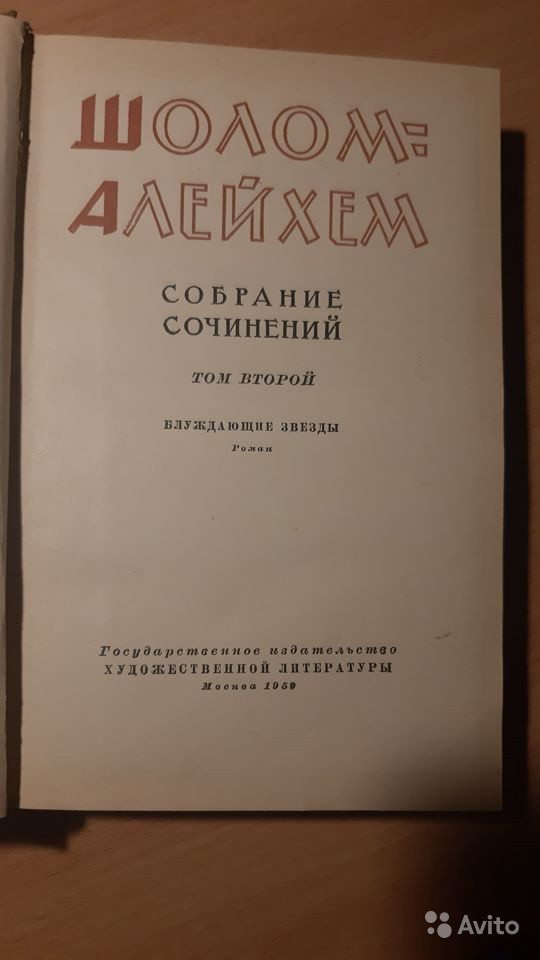 ШОЛОМ=
АЛЕЙХЕМ
СОБРАНИЕ
СОЧИНЕНИЙ
ТОМ ВТОРОЙ
БЛУЖДАЮЩИЕ ЗВЕЗДЫ
Роман
Государственное издательство
ХУДОЖЕСТВЕННОЙ ЛИТЕРАТУРЫ
Москва 1959
Avito